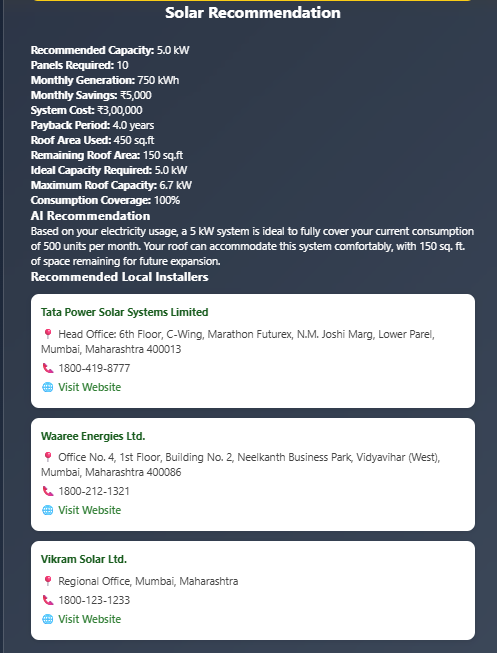 Solar Recommendation
Recommended Capacity: 5.0 kW
Panels Required: 10
Monthly Generation: 750 kWh
Monthly Savings: ₹5,000
System Cost: ₹3,00,000
Payback Period: 4.0 years
Roof Area Used: 450 sq.ft
Remaining Roof Area: 150 sq.ft
Ideal Capacity Required: 5.0 kW
Maximum Roof Capacity: 6.7 kW
Consumption Coverage: 100%
AI Recommendation
Based on your electricity usage, a 5 kW system is ideal to fully cover your current consumption
of 500 units per month. Your roof can accommodate this system comfortably, with 150 sq. ft.
of space remaining for future expansion.
Recommended Local Installers
Tata Power Solar Systems Limited
Head Office: 6th Floor, C-Wing, Marathon Futurex, N.M. Joshi Marg, Lower Parel,
Mumbai, Maharashtra 400013
1800-419-8777
Visit Website
Waaree Energies Ltd.
Office No. 4, 1st Floor, Building No. 2, Neelkanth Business Park, Vidyavihar (West),
Mumbai, Maharashtra 400086
1800-212-1321
Visit Website
Vikram Solar Ltd.
Regional Office, Mumbai, Maharashtra
1800-123-1233
Visit Website